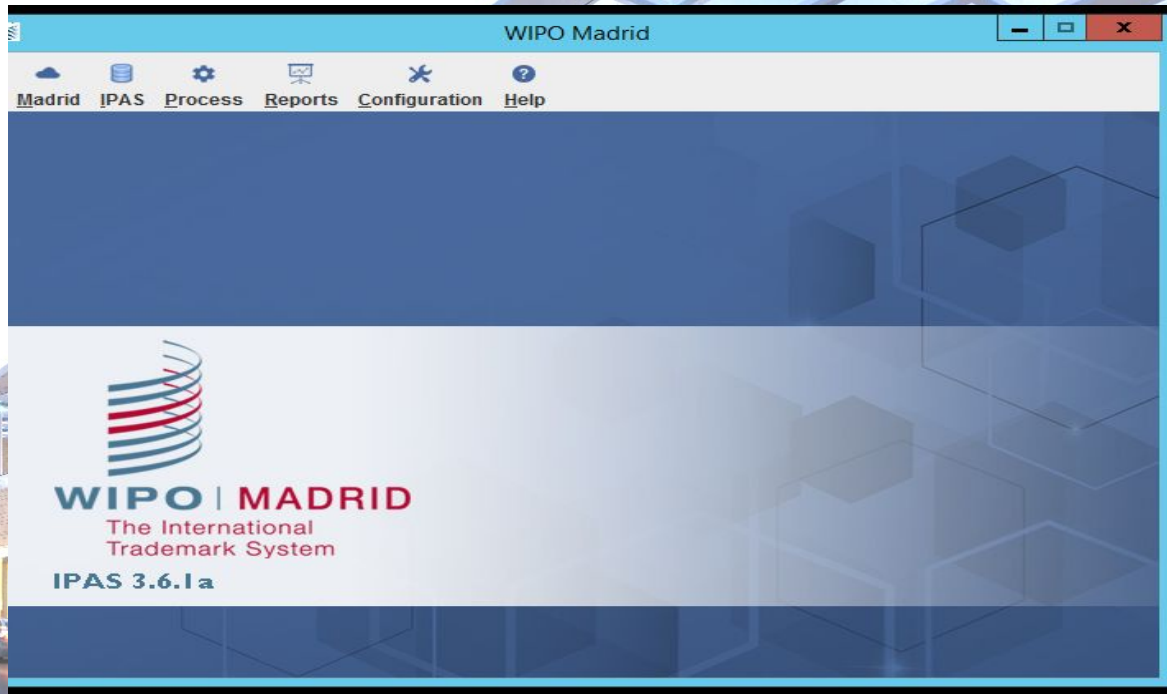 WIPO Madrid
Madrid IPAS Process Reports Configuration Help
WIPO | MADRID
The International
Trademark System
IPAS 3.6.1a